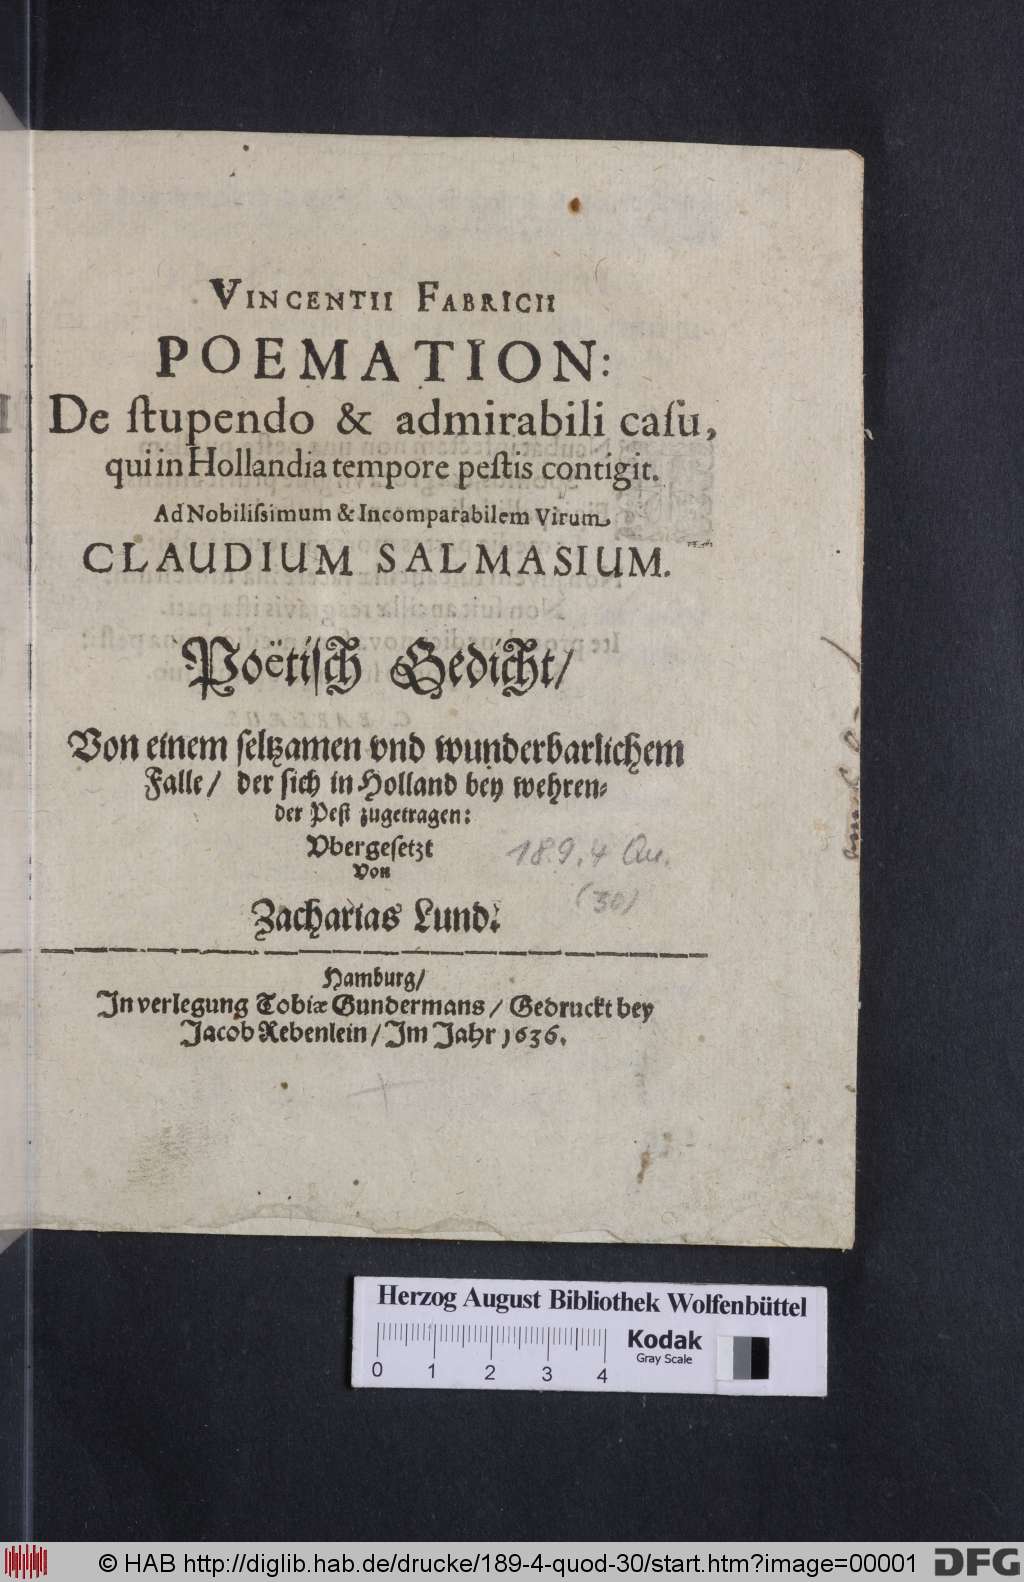 VINCENTII FABRICII
POEMATION:
De ſtupendo & admirabili caſu,
qui in Hollandia tempore peſtis contigit.
Ad Nobiliſsimum & Incomparabilem Virum
CLAUDIUM SALMASIUM.
Poëtiſch Gedicht/
Von einem ſeltzamen vnd wunderbarlichem
Falle/ der ſich in Holland bey wehren-
der Peſt zugetragen:
Vbergeſetzt
Von
Zacharias Lund.
189.4 Qu.
(30)
Hamburg/
In verlegung Tobiæ Gundermans/ Gedruckt bey
Jacob Rebenlein/ Im Jahr 1636.
Herzog August Bibliothek Wolfenbüttel
Kodak
Gray Scale
0 1 2 3 4
© HAB http://diglib.hab.de/drucke/189-4-quod-30/start.htm?image=00001
DFG